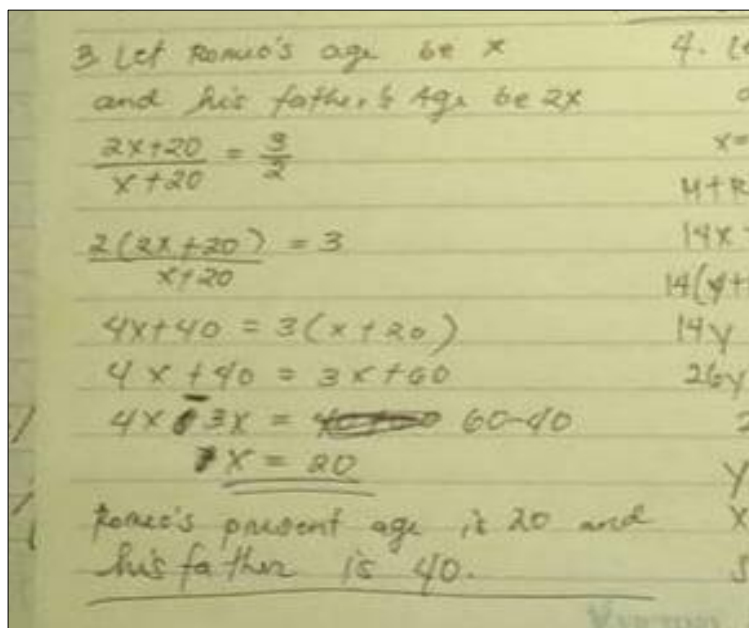 3 Let Romeo's age be x
and his father's Age be 2x
2x+20 / x+20 = 3/2
2(2x+20) / x+20 = 3
4x+40 = 3(x+20)
4x+40 = 3x+60
4x 3x = 60-40
x = 20
Romeo's present age is 20 and
his father is 40.
4.
x=
M+R
14x
14(y+
14y
26y
2
y
x